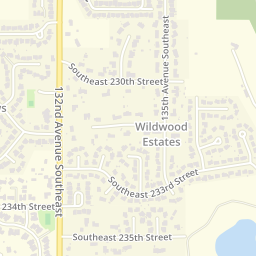 Southeast 230th Street
135th Avenue Southeast
132nd Avenue Southeast
ws
Wildwood
Estates
Southeast 233rd Street
234th Street
Southeast 235th Street